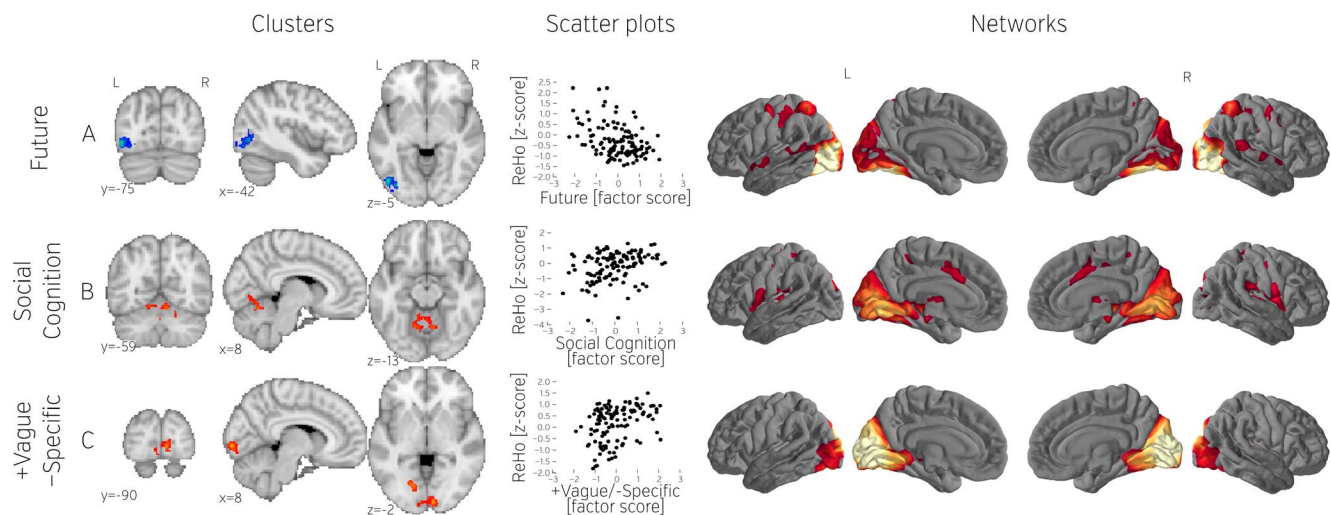 Clusters
Scatter plots
Networks
Future
A
L
R
y=-75
x=-42
L
R
z=-5
ReHo [z-score]
2.5
2.0
1.5
1.0
0.5
0.0
-0.5
-1.0
-1.5
-2.0
-3 -2 -1 0 1 2 3
Future [factor score]
L
R
Social
Cognition
B
y=-59
x=8
z=-13
ReHo [z-score]
2
1
0
-1
-2
-3
-4
-3 -2 -1 0 1 2 3
Social Cognition
[factor score]
+Vague
–Specific
C
y=-90
x=8
z=-2
ReHo [z-score]
2.0
1.5
1.0
0.5
0.0
-0.5
-1.0
-1.5
-2.0
-3 -2 -1 0 1 2 3
+Vague/-Specific
[factor score]